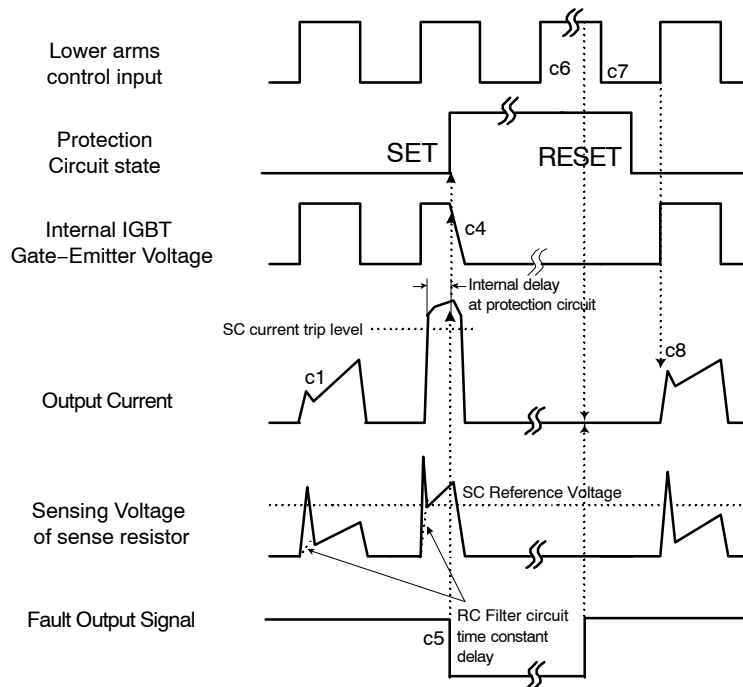 Lower arms
control input
c6
c7
Protection
Circuit state
SET
RESET
Internal IGBT
Gate−Emitter Voltage
c4
Internal delay
at protection circuit
SC current trip level
c1
c8
Output Current
SC Reference Voltage
Sensing Voltage
of sense resistor
Fault Output Signal
c5
RC Filter circuit
time constant
delay